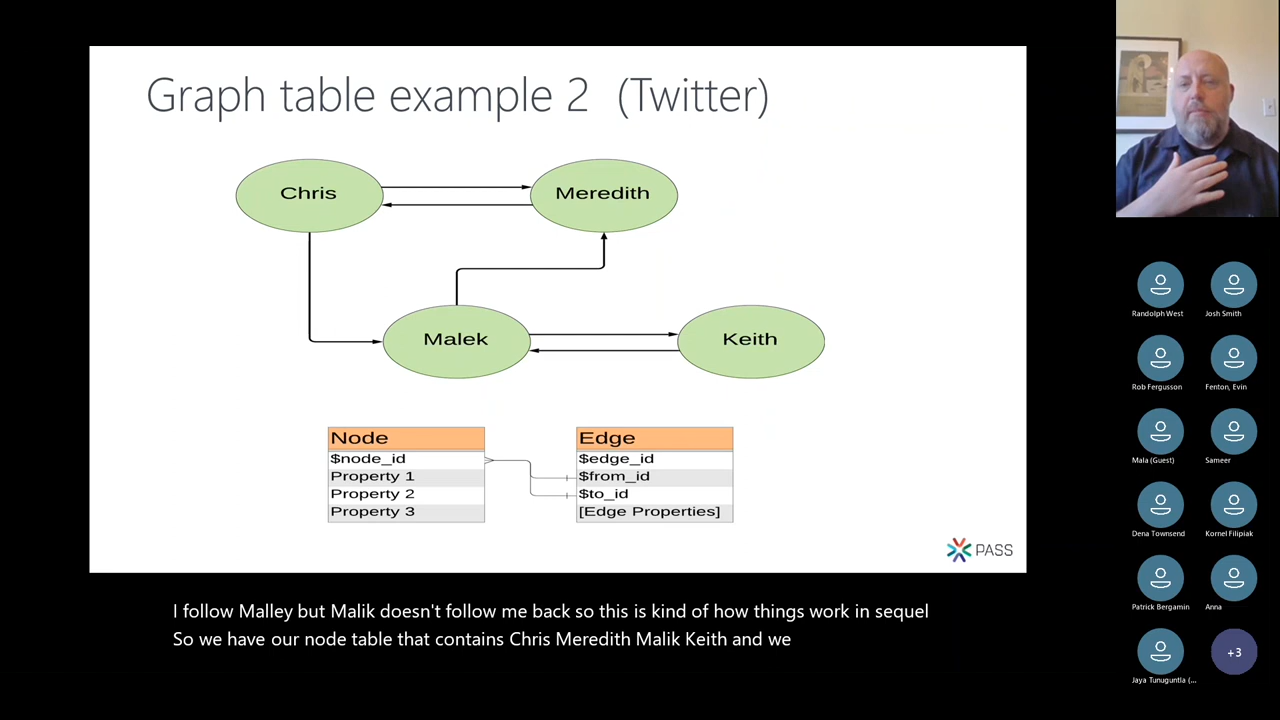 Graph table example 2 (Twitter)
Chris
Meredith
Malek
Keith
Node
$node_id
Property 1
Property 2
Property 3
Edge
$edge_id
$from_id
$to_id
[Edge Properties]
PASS
I follow Malley but Malik doesn't follow me back so this is kind of how things work in sequel
So we have our node table that contains Chris Meredith Malik Keith and we
Randolph West
Josh Smith
Rob Fergusson
Fenton, Evin
Mala (Guest)
Sameer
Dena Townsend
Kornel Filipiak
Patrick Bergamin
Anna
Jaya Tunuguntla (...
+3